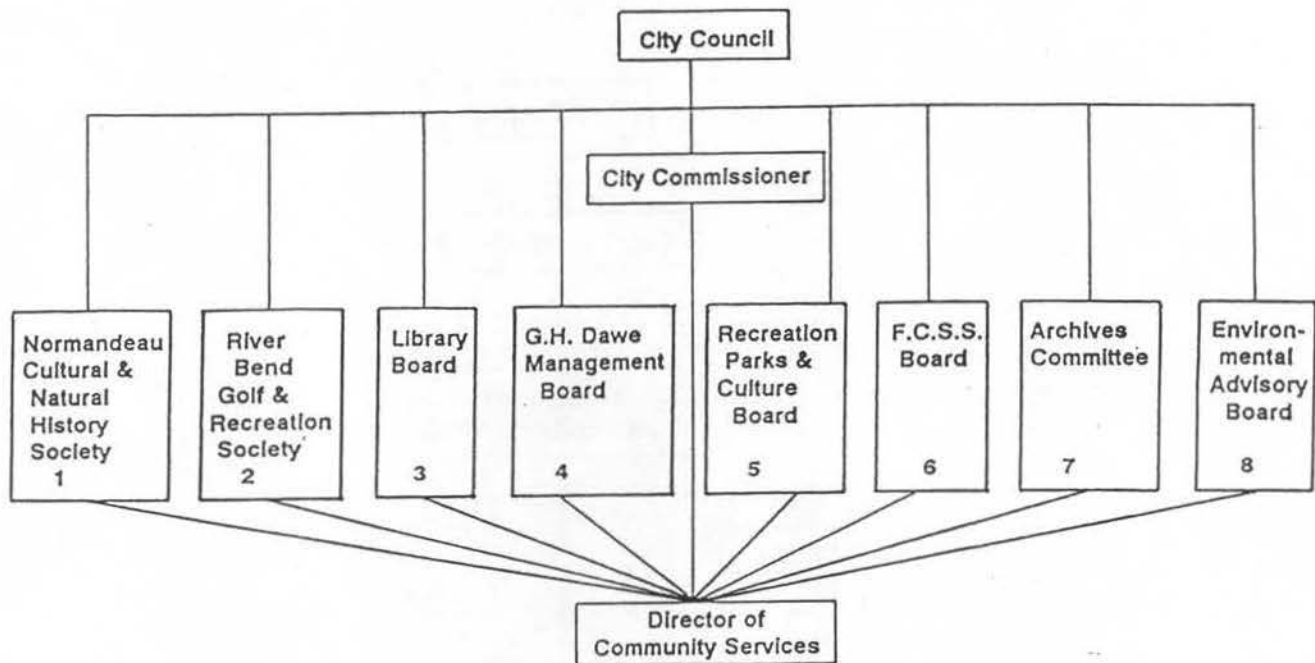 City Council
City Commissioner
Normandeau
Cultural &
Natural
History
Society
1
River
Bend
Golf &
Recreation
Society
2
Library
Board
3
G.H. Dawe
Management
Board
4
Recreation
Parks &
Culture
Board
5
F.C.S.S.
Board
6
Archives
Committee
7
Environ-
mental
Advisory
Board
8
Director of
Community Services